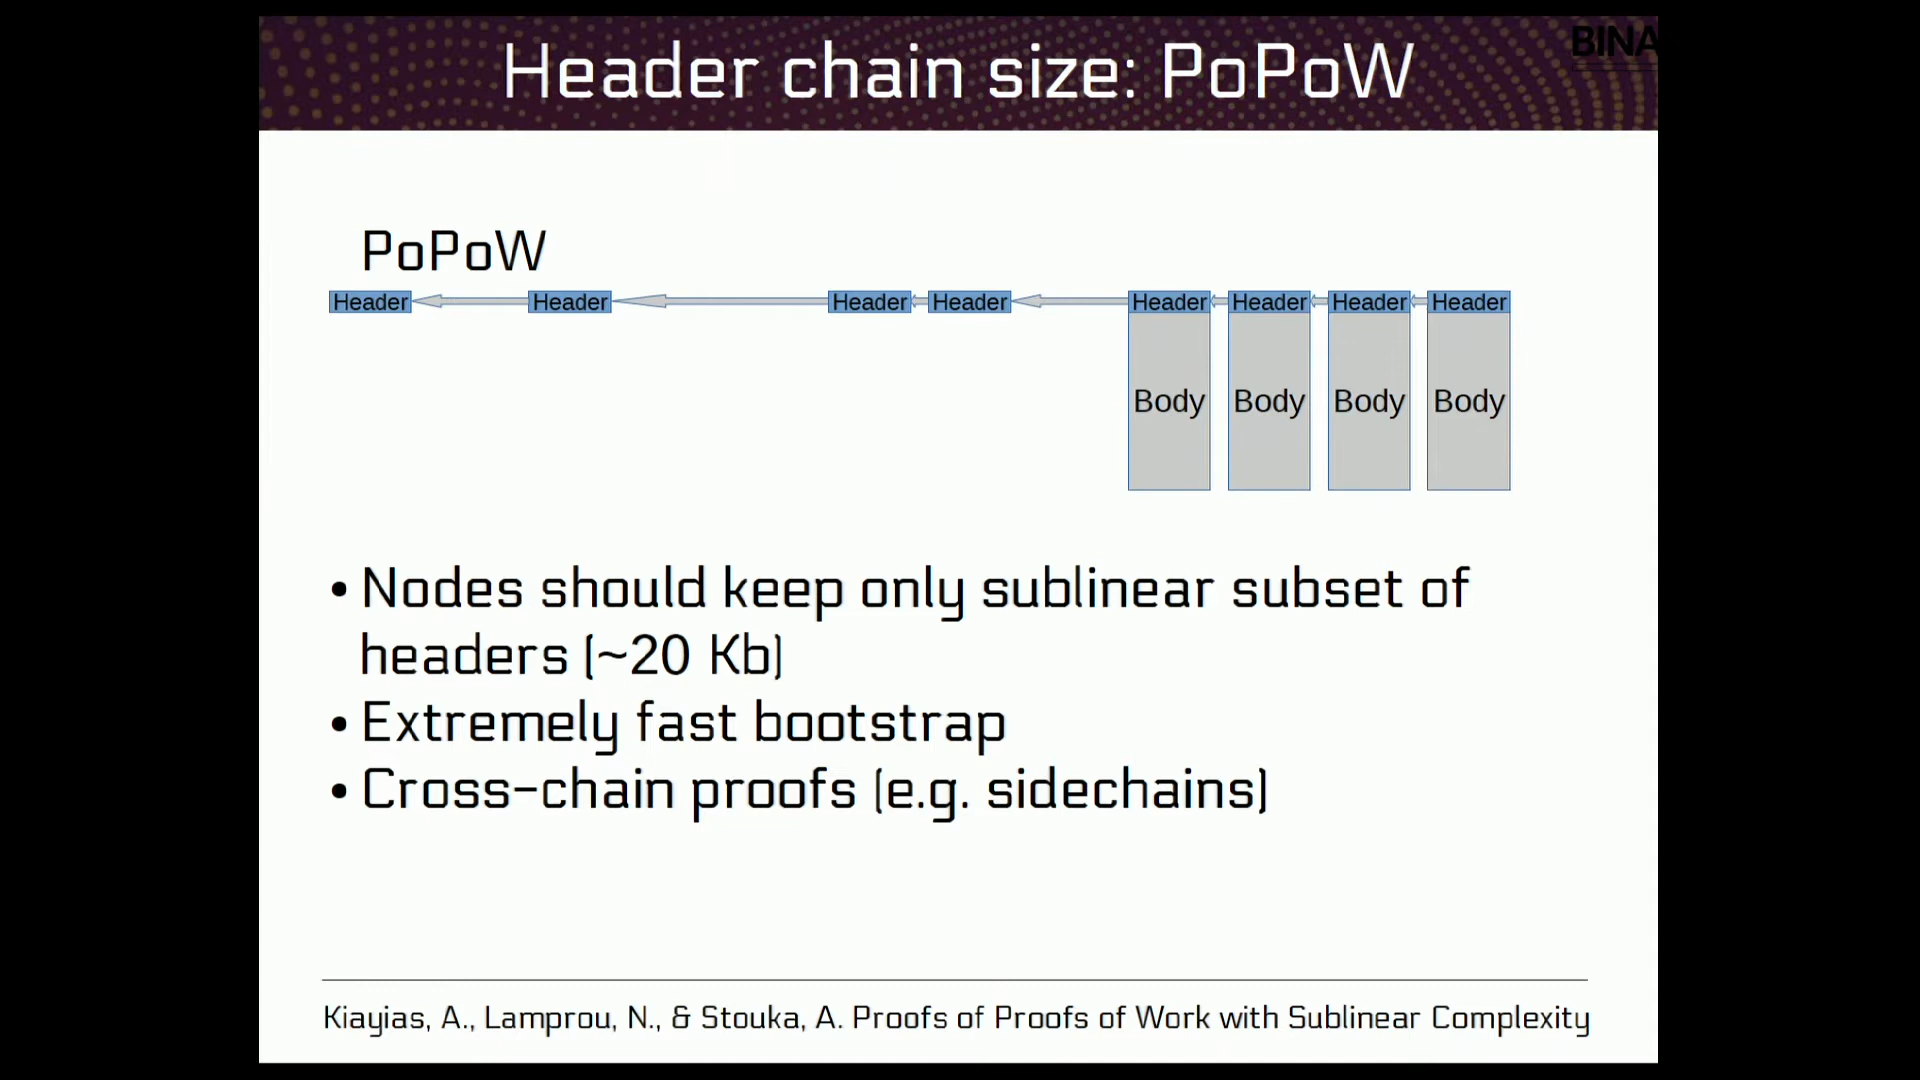 BINA
Header chain size: PoPoW
PoPoW
Header Header Header Header Header Header Header Header
Body Body Body Body
• Nodes should keep only sublinear subset of
headers (~20 Kb)
• Extremely fast bootstrap
• Cross-chain proofs (e.g. sidechains)
Kiayias, A., Lamprou, N., & Stouka, A. Proofs of Proofs of Work with Sublinear Complexity